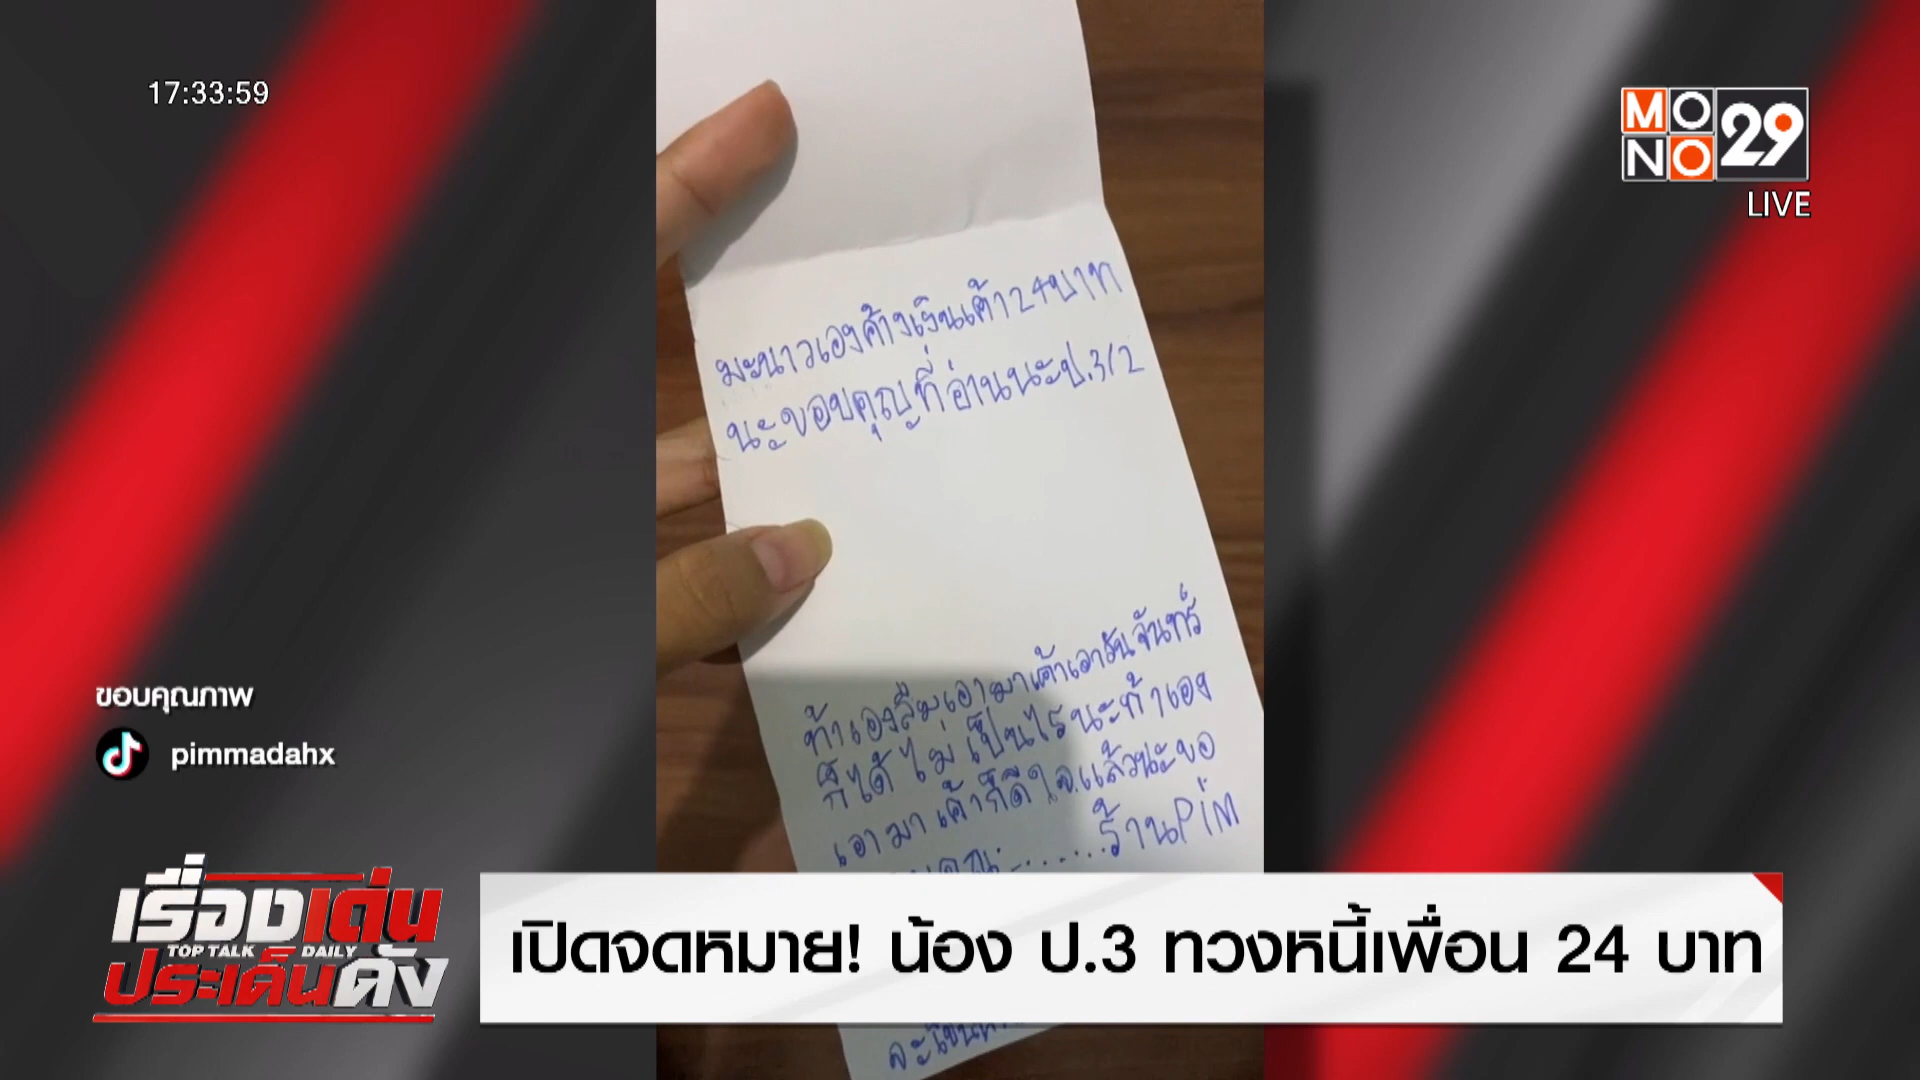 17:33:59
MONO 29
LIVE
มะนาวเองค้างเงินเค้า24บาท
นะขอบคุณที่อ่านนะป.3/2
ถ้าเองลืมเอามาเค้าเอาวันจันทร์
ก็ได้ไม่เป็นไรนะถ้าเอง
เอามาเค้าก็ดีใจแล้วนะขอ
ร้านPiM
ขอบคุณภาพ
pimmadahx
เรื่องเด่น
TOP TALK DAILY
ประเด็นดัง
เปิดจดหมาย! น้อง ป.3 ทวงหนี้เพื่อน 24 บาท